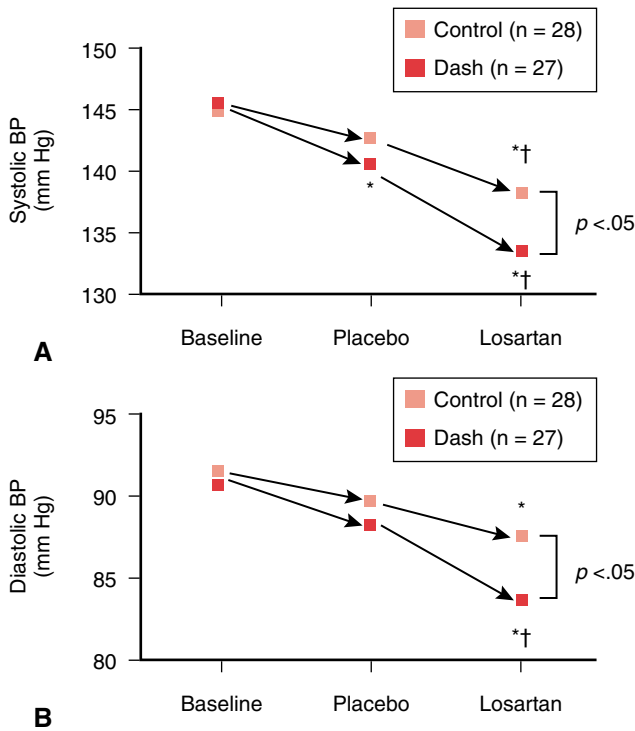 Control (n = 28)
Dash (n = 27)
Systolic BP
(mm Hg)
150
145
140
135
130
*
*†
*†
p <.05
Baseline Placebo Losartan
A
Control (n = 28)
Dash (n = 27)
Diastolic BP
(mm Hg)
95
90
85
80
*
*†
p <.05
Baseline Placebo Losartan
B